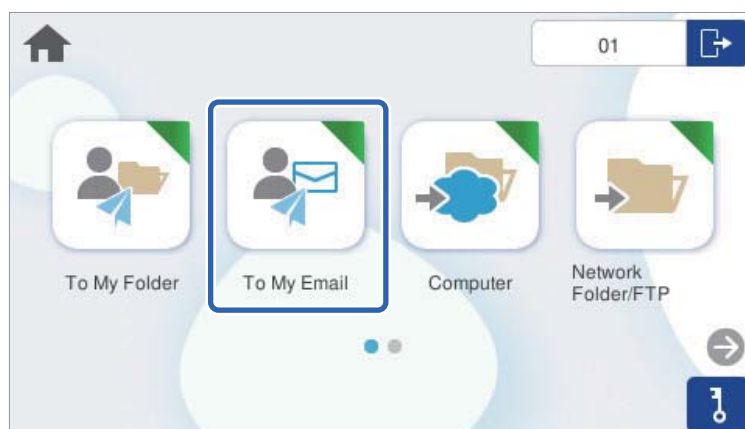 01
To My Folder
To My Email
Computer
Network
Folder/FTP